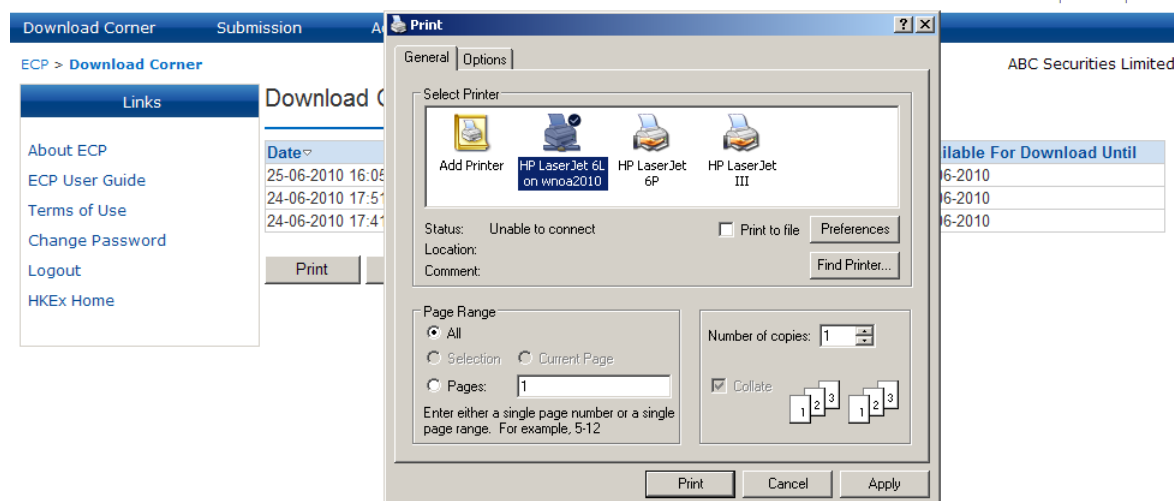 Download Corner Submission A Print
General Options
ECP > Download Corner ABC Securities Limited
Links
Download
Select Printer
About ECP
ECP User Guide
Terms of Use
Change Password
Logout
HKEx Home
Date Available For Download Until
25-06-2010 16:05 06-2010
24-06-2010 17:51 06-2010
24-06-2010 17:41 06-2010
Print
Add Printer
HP LaserJet 6L on wnoa2010
HP LaserJet 6P
HP LaserJet III
Status: Unable to connect
Location:
Comment:
Print to file
Preferences
Find Printer...
Page Range
All
Selection Current Page
Pages: 1
Enter either a single page number or a single
page range. For example, 5-12
Number of copies: 1
Collate
1 2 3 1 2 3
Print Cancel Apply